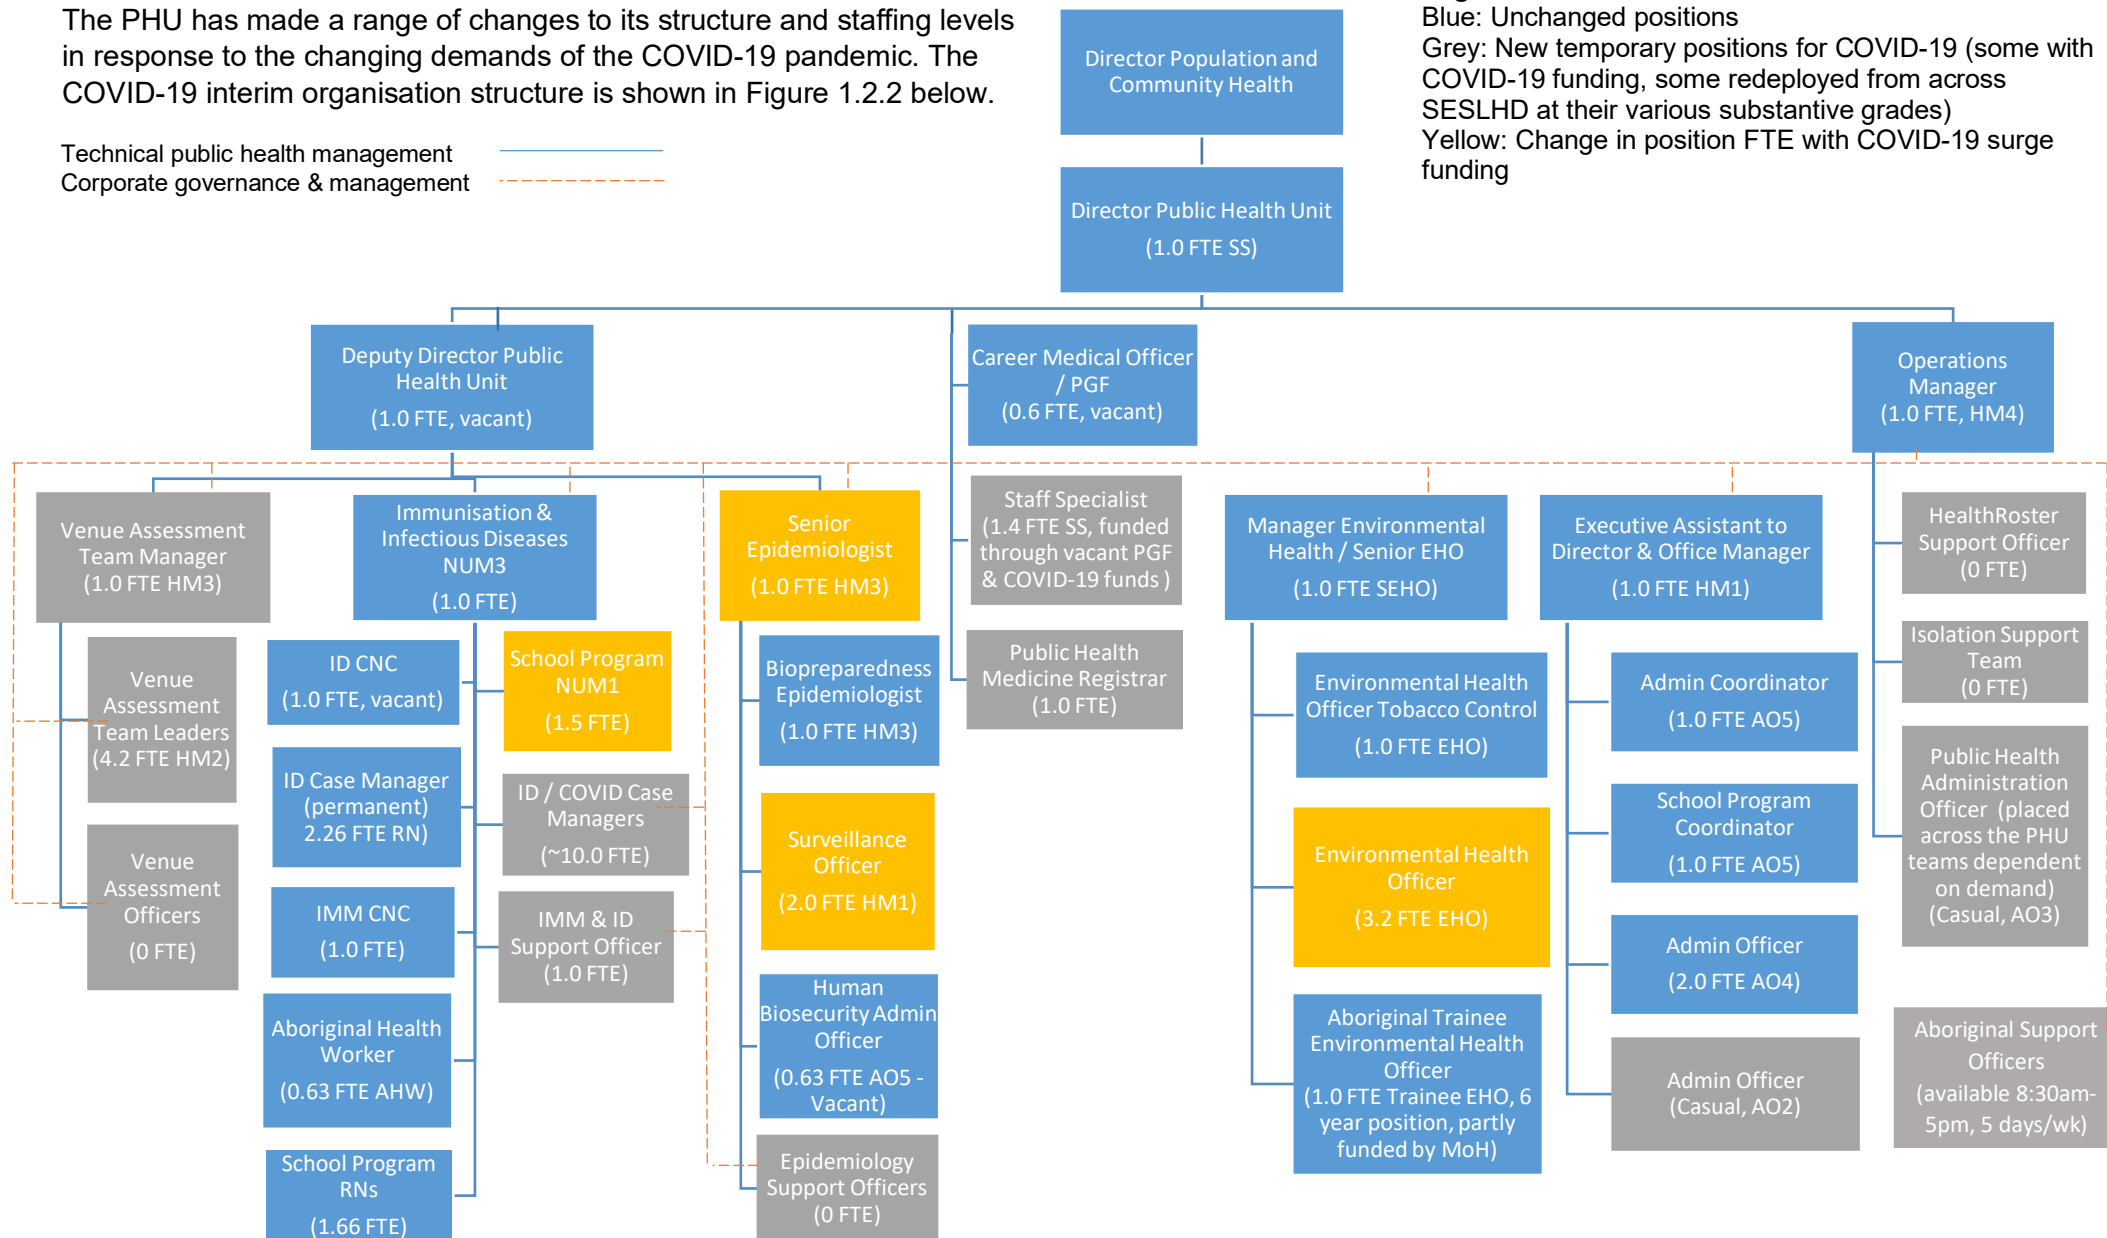 The PHU has made a range of changes to its structure and staffing levels
in response to the changing demands of the COVID-19 pandemic. The
COVID-19 interim organisation structure is shown in Figure 1.2.2 below.
Technical public health management
Corporate governance & management
Blue: Unchanged positions
Grey: New temporary positions for COVID-19 (some with
COVID-19 funding, some redeployed from across
SESLHD at their various substantive grades)
Yellow: Change in position FTE with COVID-19 surge
funding
Director Population and
Community Health
Director Public Health Unit
(1.0 FTE SS)
Deputy Director Public
Health Unit
(1.0 FTE, vacant)
Career Medical Officer
/ PGF
(0.6 FTE, vacant)
Operations
Manager
(1.0 FTE, HM4)
Venue Assessment
Team Manager
(1.0 FTE HM3)
Venue
Assessment
Team Leaders
(4.2 FTE HM2)
Venue
Assessment
Officers
(0 FTE)
Immunisation &
Infectious Diseases
NUM3
(1.0 FTE)
ID CNC
(1.0 FTE, vacant)
ID Case Manager
(permanent)
2.26 FTE RN)
IMM CNC
(1.0 FTE)
Aboriginal Health
Worker
(0.63 FTE AHW)
School Program
RNs
(1.66 FTE)
School Program
NUM1
(1.5 FTE)
ID / COVID Case
Managers
(~10.0 FTE)
IMM & ID
Support Officer
(1.0 FTE)
Senior
Epidemiologist
(1.0 FTE HM3)
Biopreparedness
Epidemiologist
(1.0 FTE HM3)
Surveillance
Officer
(2.0 FTE HM1)
Human
Biosecurity Admin
Officer
(0.63 FTE AO5 -
Vacant)
Epidemiology
Support Officers
(0 FTE)
Staff Specialist
(1.4 FTE SS, funded
through vacant PGF
& COVID-19 funds )
Public Health
Medicine Registrar
(1.0 FTE)
Manager Environmental
Health / Senior EHO
(1.0 FTE SEHO)
Environmental Health
Officer Tobacco Control
(1.0 FTE EHO)
Environmental Health
Officer
(3.2 FTE EHO)
Aboriginal Trainee
Environmental Health
Officer
(1.0 FTE Trainee EHO, 6
year position, partly
funded by MoH)
Executive Assistant to
Director & Office Manager
(1.0 FTE HM1)
Admin Coordinator
(1.0 FTE AO5)
School Program
Coordinator
(1.0 FTE AO5)
Admin Officer
(2.0 FTE AO4)
Admin Officer
(Casual, AO2)
HealthRoster
Support Officer
(0 FTE)
Isolation Support
Team
(0 FTE)
Public Health
Administration
Officer (placed
across the PHU
teams dependent
on demand)
(Casual, AO3)
Aboriginal Support
Officers
(available 8:30am-
5pm, 5 days/wk)